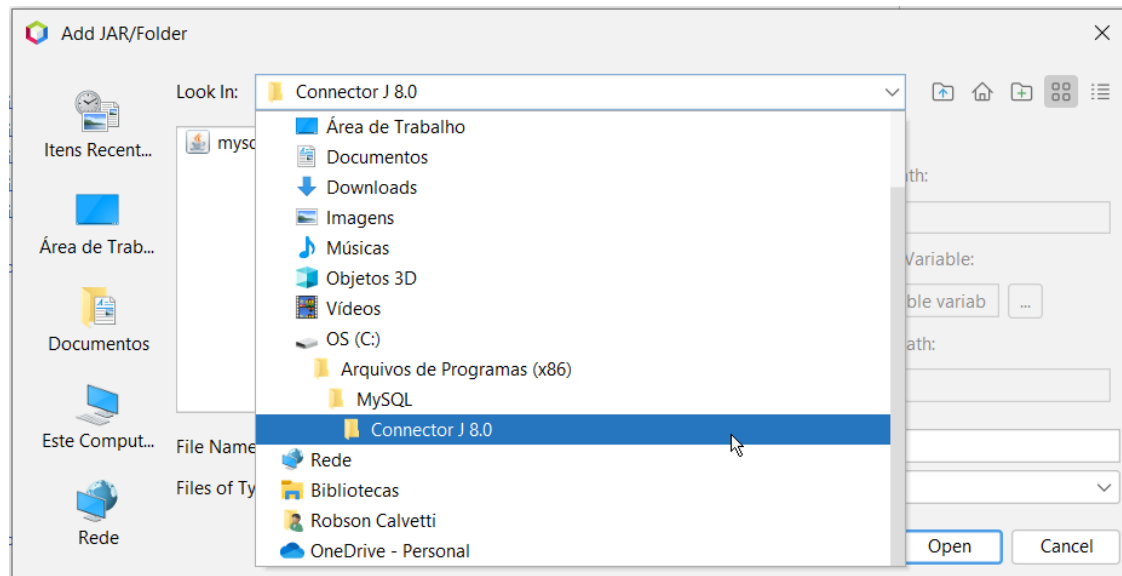 Add JAR/Folder
Look In:
Connector J 8.0
Itens Recent...
Área de Trab...
Documentos
Este Comput...
Rede
Área de Trabalho
Documentos
Downloads
Imagens
Músicas
Objetos 3D
Vídeos
OS (C:)
Arquivos de Programas (x86)
MySQL
Connector J 8.0
Rede
Bibliotecas
Robson Calvetti
OneDrive - Personal
File Name
Files of Ty
Variable:
...
Open
Cancel